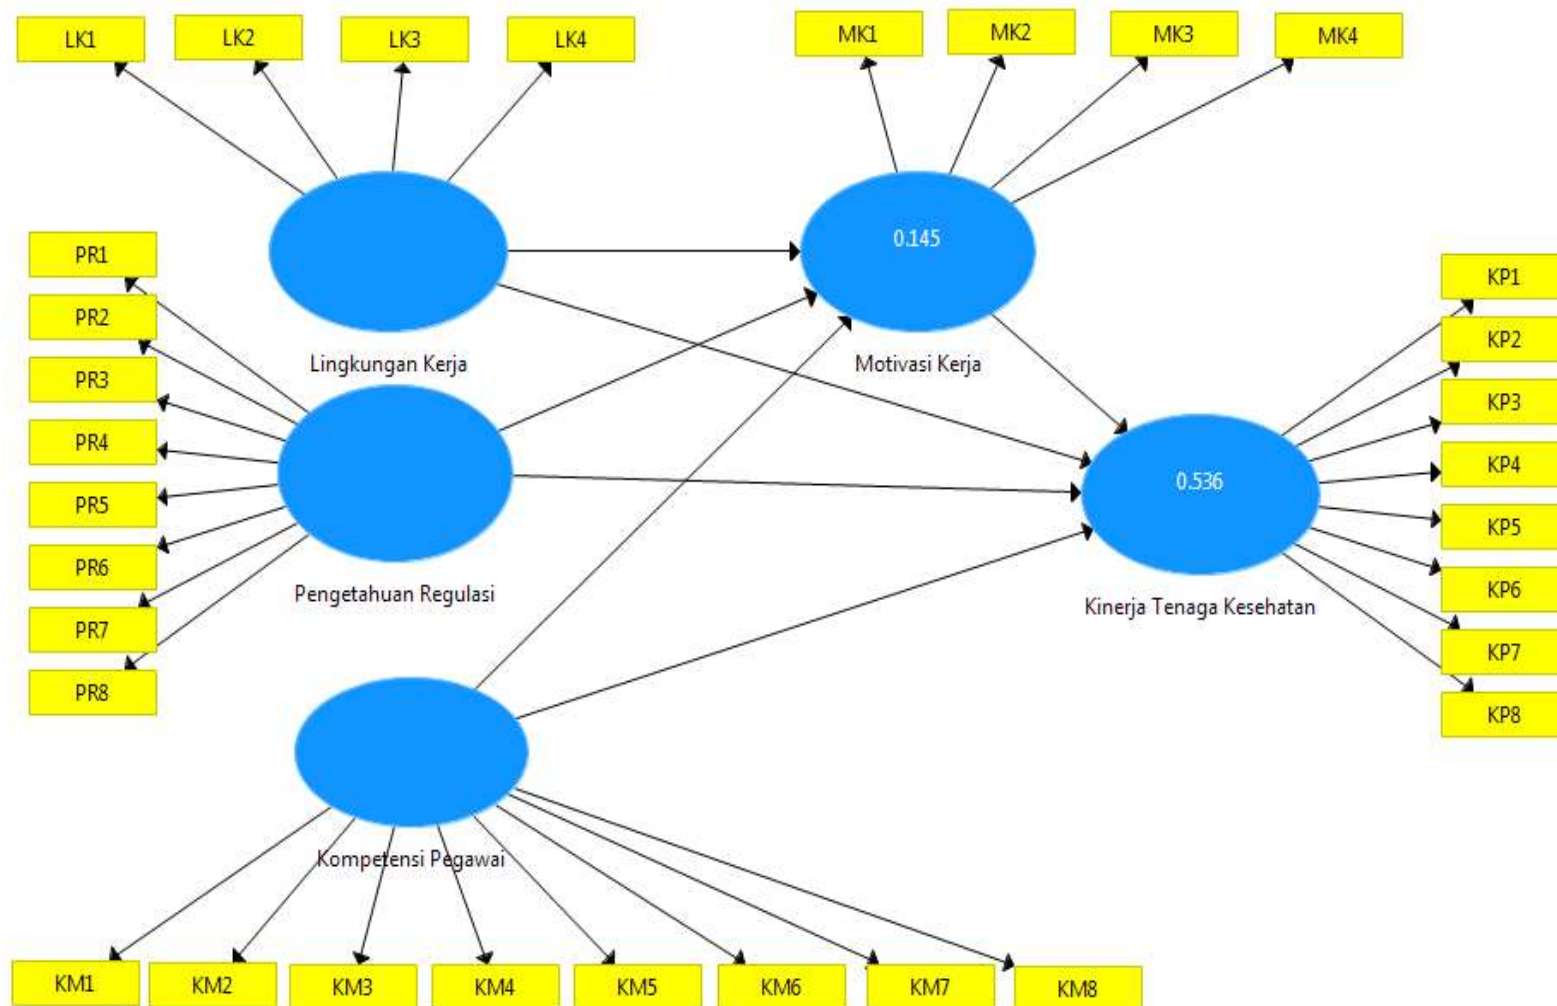 LK1
LK2
LK3
LK4
MK1
MK2
MK3
MK4
0.145
Lingkungan Kerja
Motivasi Kerja
PR1
PR2
PR3
PR4
PR5
PR6
PR7
PR8
Pengetahuan Regulasi
KP1
KP2
KP3
KP4
KP5
KP6
KP7
KP8
0.536
Kinerja Tenaga Kesehatan
Kompetensi Pegawai
KM1
KM2
KM3
KM4
KM5
KM6
KM7
KM8